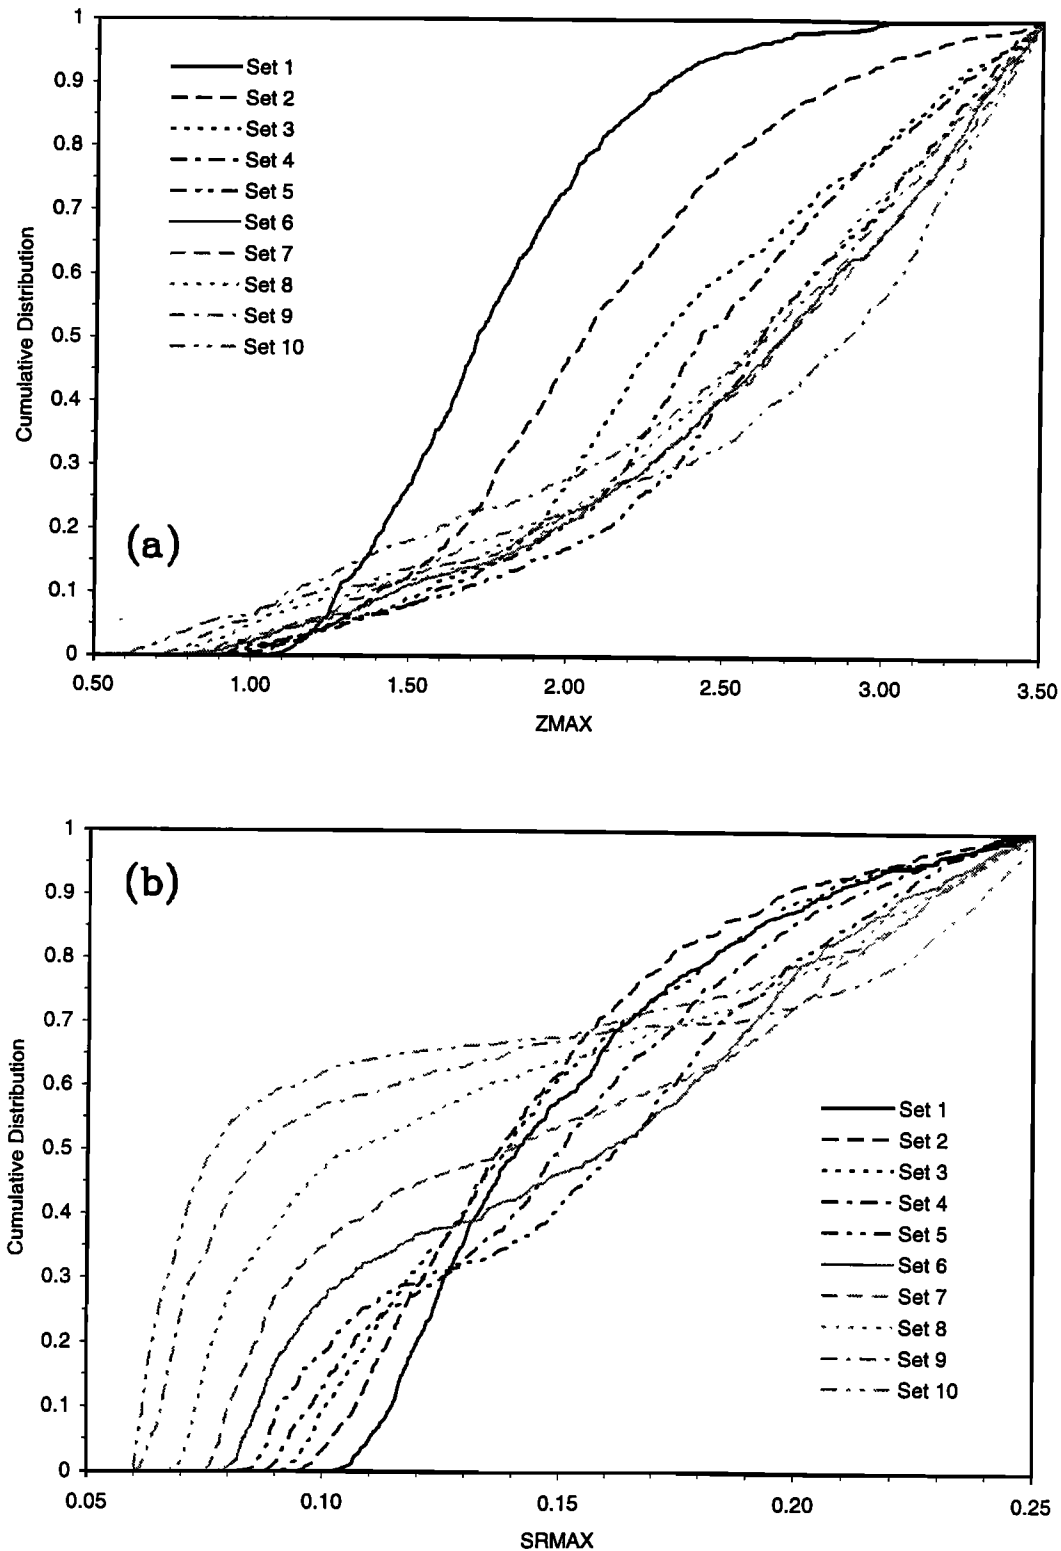 1
0.9
0.8
0.7
0.6
0.5
0.4
0.3
0.2
0.1
0
Cumulative Distribution
Set 1
Set 2
Set 3
Set 4
Set 5
Set 6
Set 7
Set 8
Set 9
Set 10
(a)
0.50
1.00
1.50
2.00
2.50
3.00
3.50
ZMAX
1
0.9
0.8
0.7
0.6
0.5
0.4
0.3
0.2
0.1
0
Cumulative Distribution
(b)
Set 1
Set 2
Set 3
Set 4
Set 5
Set 6
Set 7
Set 8
Set 9
Set 10
0.05
0.10
0.15
0.20
0.25
SRMAX